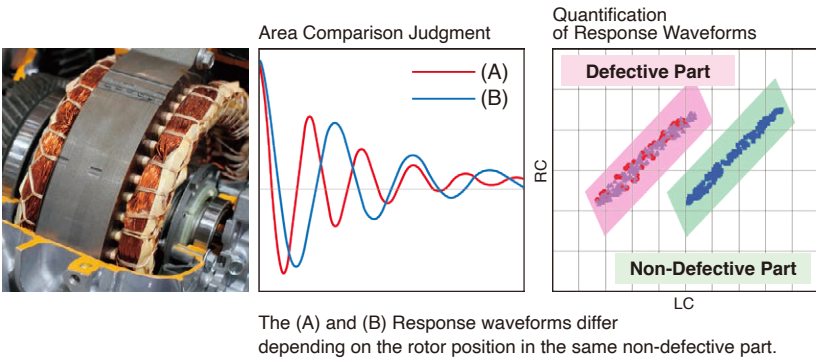 Area Comparison Judgment
(A)
(B)
Quantification
of Response Waveforms
Defective Part
RC
Non-Defective Part
LC
The (A) and (B) Response waveforms differ
depending on the rotor position in the same non-defective part.